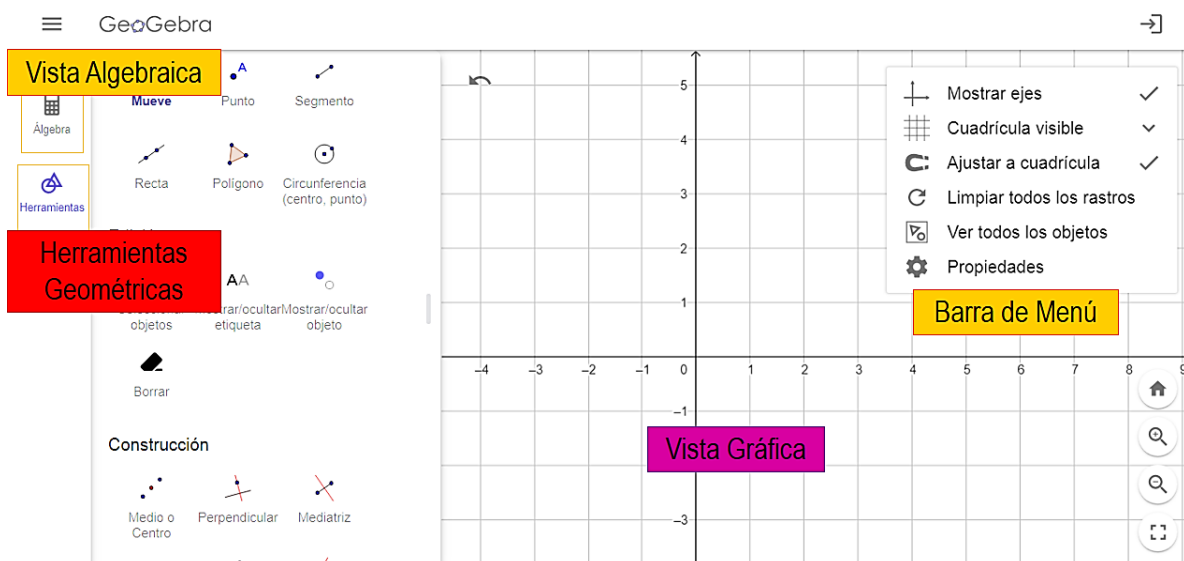 GeoGebra
Vista Algebraica
Álgebra
Herramientas
Herramientas
Geométricas
Mueve
A
Punto
Segmento
Recta
Polígono
Circunferencia
(centro, punto)
AA
objetos
etiqueta
Mostrar/ocultar
objeto
Borrar
Construcción
Medio o
Centro
Perpendicular
Mediatriz
Mostrar ejes
Cuadrícula visible
Ajustar a cuadrícula
Limpiar todos los rastros
Ver todos los objetos
Propiedades
Barra de Menú
5
4
3
2
1
–4 –3 –2 –1 0 1 2 3 4 5 6 7 8 9
–1
Vista Gráfica
–3